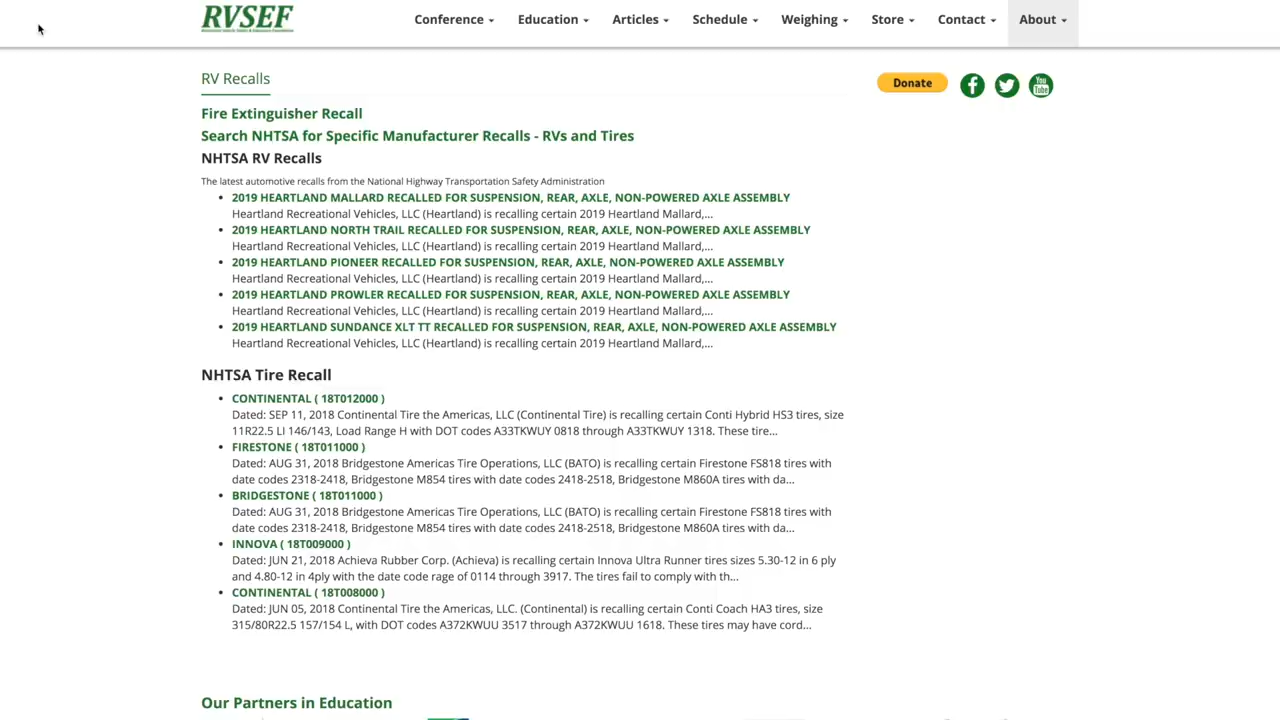 RVSEF
Conference
Education
Articles
Schedule
Weighing
Store
Contact
About
RV Recalls
Donate
You
Tube
Fire Extinguisher Recall
Search NHTSA for Specific Manufacturer Recalls - RVs and Tires
NHTSA RV Recalls
The latest automotive recalls from the National Highway Transportation Safety Administration
2019 HEARTLAND MALLARD RECALLED FOR SUSPENSION, REAR, AXLE, NON-POWERED AXLE ASSEMBLY
Heartland Recreational Vehicles, LLC (Heartland) is recalling certain 2019 Heartland Mallard,...
2019 HEARTLAND NORTH TRAIL RECALLED FOR SUSPENSION, REAR, AXLE, NON-POWERED AXLE ASSEMBLY
Heartland Recreational Vehicles, LLC (Heartland) is recalling certain 2019 Heartland Mallard,...
2019 HEARTLAND PIONEER RECALLED FOR SUSPENSION, REAR, AXLE, NON-POWERED AXLE ASSEMBLY
Heartland Recreational Vehicles, LLC (Heartland) is recalling certain 2019 Heartland Mallard,...
2019 HEARTLAND PROWLER RECALLED FOR SUSPENSION, REAR, AXLE, NON-POWERED AXLE ASSEMBLY
Heartland Recreational Vehicles, LLC (Heartland) is recalling certain 2019 Heartland Mallard,...
2019 HEARTLAND SUNDANCE XLT TT RECALLED FOR SUSPENSION, REAR, AXLE, NON-POWERED AXLE ASSEMBLY
Heartland Recreational Vehicles, LLC (Heartland) is recalling certain 2019 Heartland Mallard,...
NHTSA Tire Recall
CONTINENTAL ( 18T012000 )
Dated: SEP 11, 2018 Continental Tire the Americas, LLC (Continental Tire) is recalling certain Conti Hybrid HS3 tires, size
11R22.5 LI 146/143, Load Range H with DOT codes A33TKWUY 0818 through A33TKWUY 1318. These tire...
FIRESTONE ( 18T011000 )
Dated: AUG 31, 2018 Bridgestone Americas Tire Operations, LLC (BATO) is recalling certain Firestone FS818 tires with
date codes 2318-2418, Bridgestone M854 tires with date codes 2418-2518, Bridgestone M860A tires with da...
BRIDGESTONE ( 18T011000 )
Dated: AUG 31, 2018 Bridgestone Americas Tire Operations, LLC (BATO) is recalling certain Firestone FS818 tires with
date codes 2318-2418, Bridgestone M854 tires with date codes 2418-2518, Bridgestone M860A tires with da...
INNOVA ( 18T009000 )
Dated: JUN 21, 2018 Achieva Rubber Corp. (Achieva) is recalling certain Innova Ultra Runner tires sizes 5.30-12 in 6 ply
and 4.80-12 in 4ply with the date code rage of 0114 through 3917. The tires fail to comply with th...
CONTINENTAL ( 18T008000 )
Dated: JUN 05, 2018 Continental Tire the Americas, LLC. (Continental) is recalling certain Conti Coach HA3 tires, size
315/80R22.5 157/154 L, with DOT codes A372KWUU 3517 through A372KWUU 1618. These tires may have cord...
Our Partners in Education